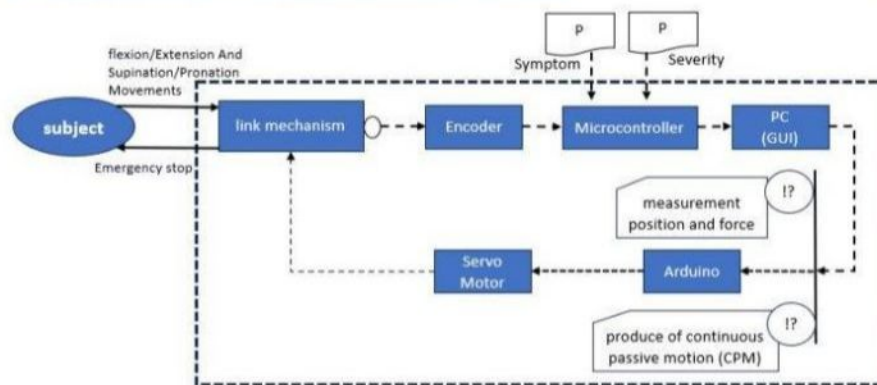 P
P
Symptom
Severity
flexion/Extension And
Supination/Pronation
Movements
subject
link mechanism
Encoder
Microcontroller
PC
(GUI)
Emergency stop
!?
measurement
position and force
Servo
Motor
Arduino
!?
produce of continuous
passive motion (CPM)